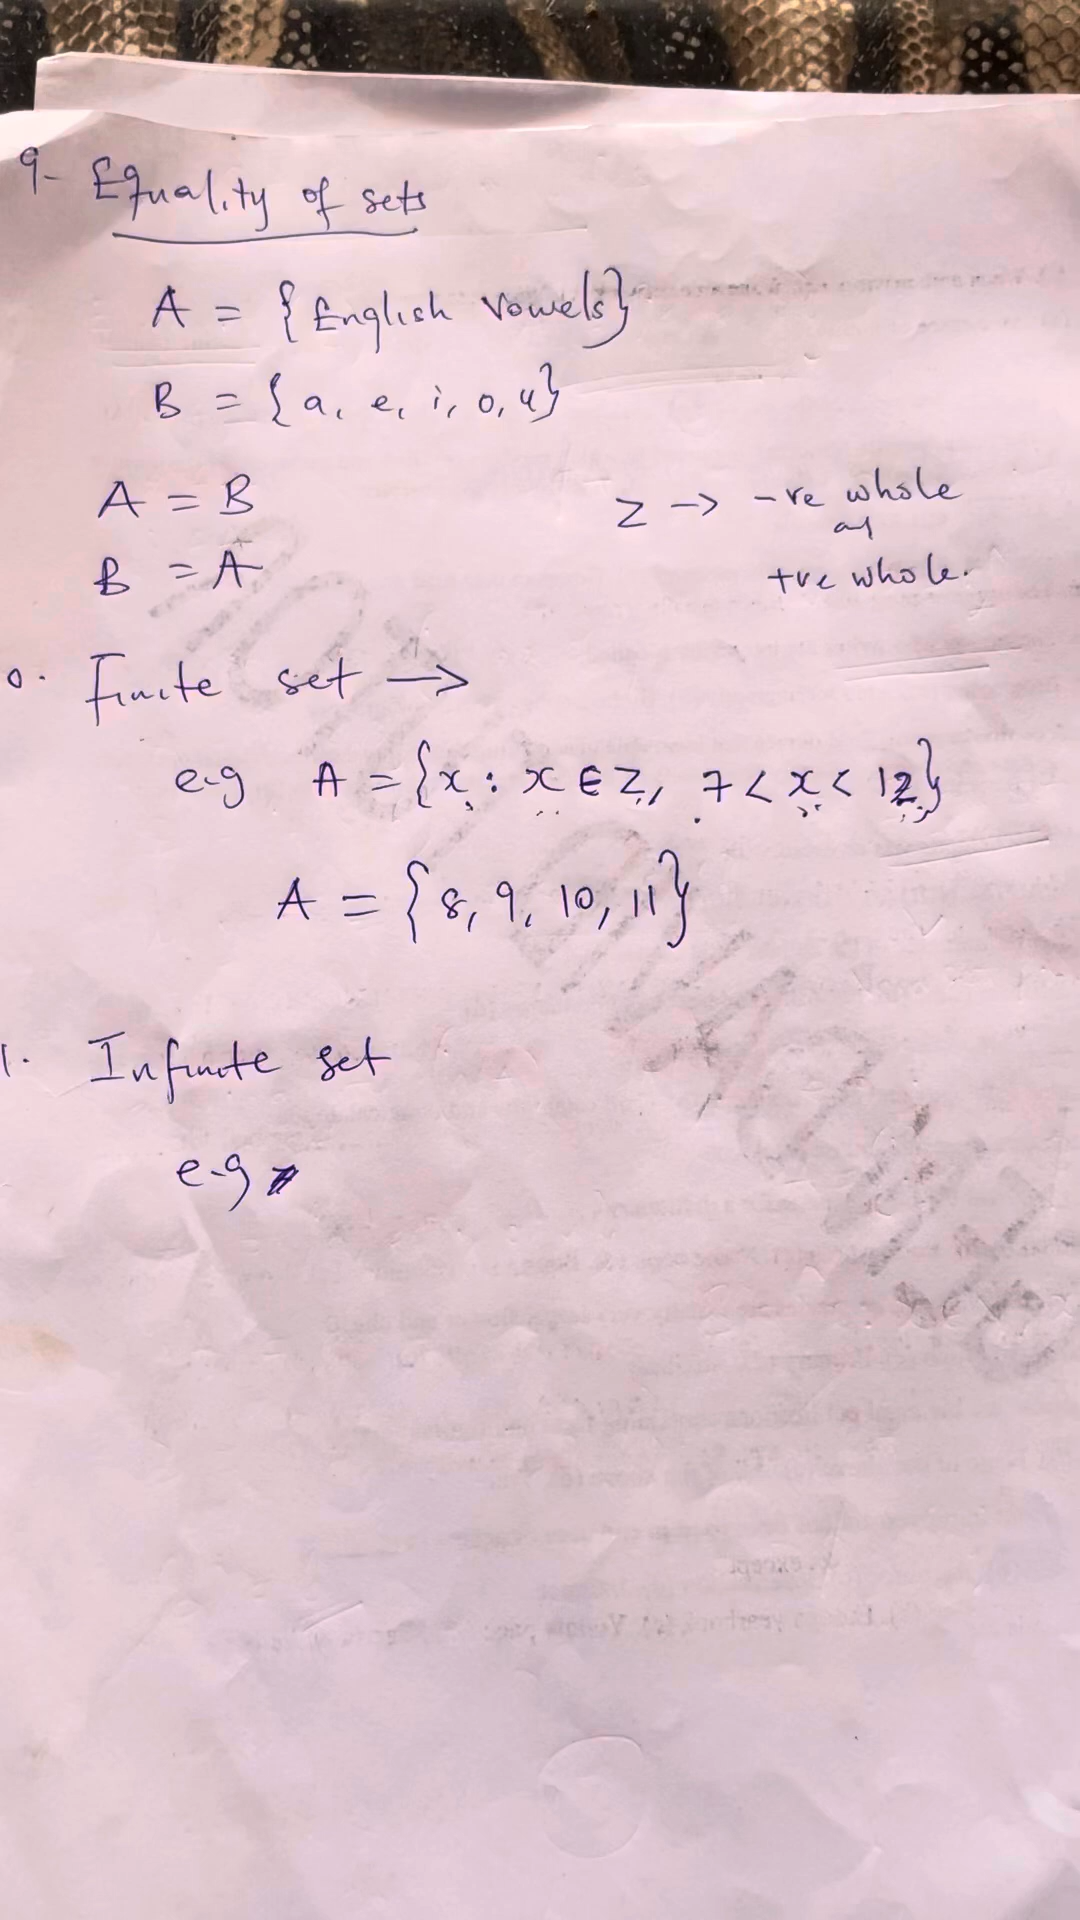 9- Equality of sets
A = { English Vowels}
B = { a, e, i, o, u}
A = B
Z -> -ve whole
B = A
+ve whole.
0. Finite set ->
e-g A = {x : x ∈ Z, 7 < x < 12}
A = { 8, 9, 10, 11}
1. Infinite set
e-g
except